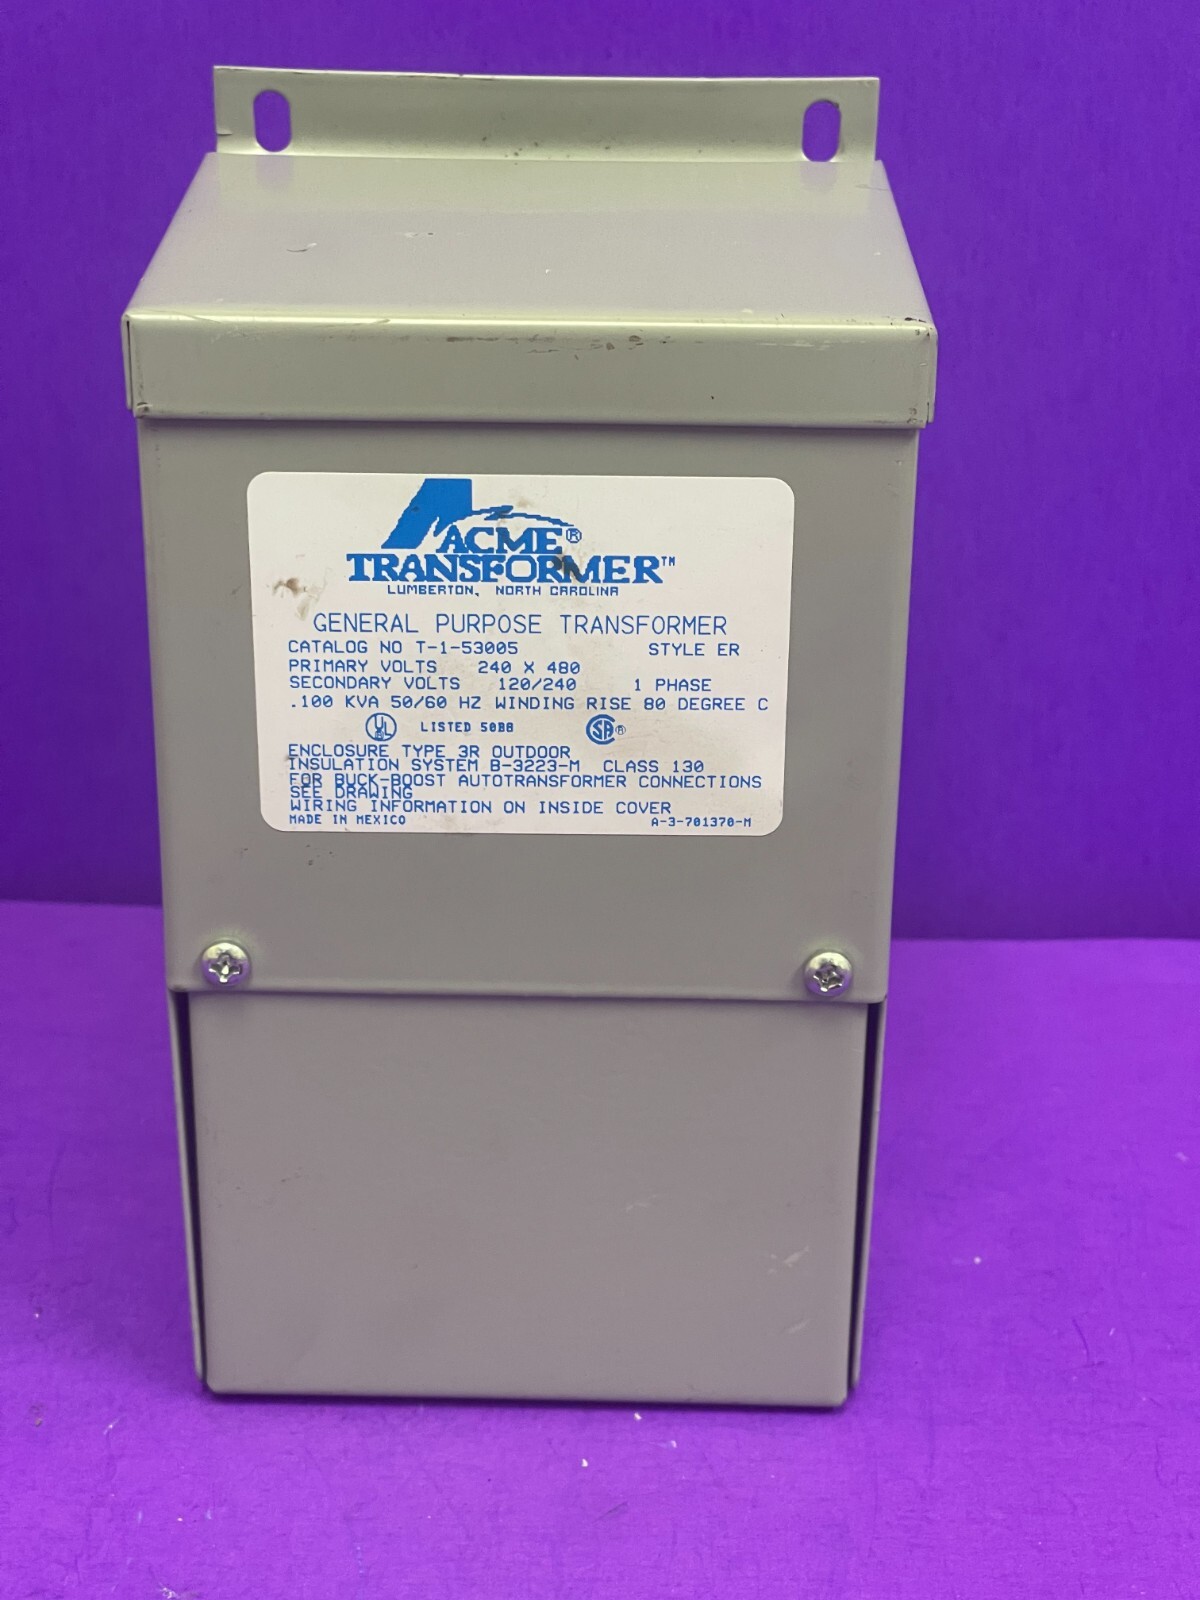 ACME®
TRANSFORMER™
LUMBERTON, NORTH CAROLINA
GENERAL PURPOSE TRANSFORMER
CATALOG NO T-1-53005 STYLE ER
PRIMARY VOLTS 240 X 480
SECONDARY VOLTS 120/240 1 PHASE
.100 KVA 50/60 HZ WINDING RISE 80 DEGREE C
UL LISTED 50BB SA®
ENCLOSURE TYPE 3R OUTDOOR
INSULATION SYSTEM B-3223-M CLASS 130
FOR BUCK-BOOST AUTOTRANSFORMER CONNECTIONS
SEE DRAWING
WIRING INFORMATION ON INSIDE COVER
MADE IN MEXICO A-3-701370-M